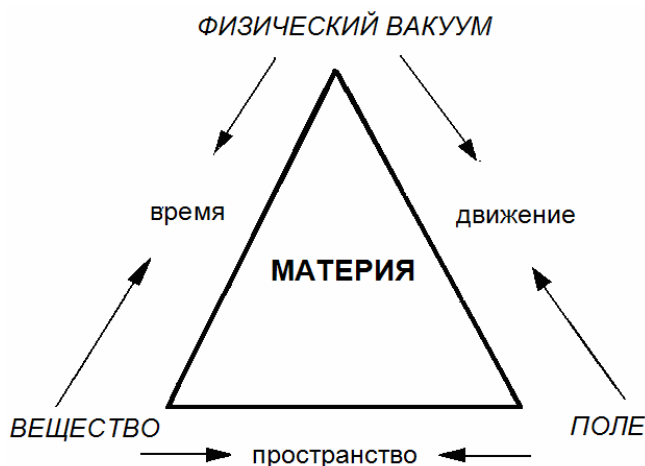 ФИЗИЧЕСКИЙ ВАКУУМ
время
движение
МАТЕРИЯ
ВЕЩЕСТВО
ПОЛЕ
пространство